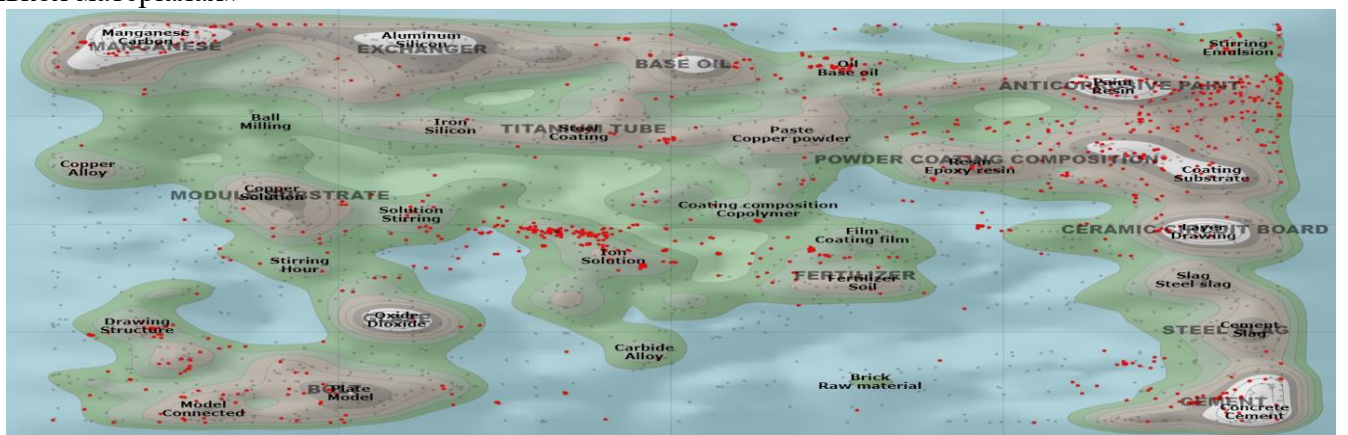 Manganese
Carbon
MANGANESE
Aluminum
Silicon
EXCHANGER
BASE OIL
Oil
Base oil
Stirring
Emulsion
ANTICORROSIVE PAINT
Paint
Resin
Ball
Milling
Iron
Silicon
TITANIUM TUBE
Steel
Coating
Paste
Copper powder
POWDER COATING COMPOSITION
Resin
Epoxy resin
Coating
Substrate
Copper
Alloy
MODULE SUBSTRATE
Copper
Solution
Solution
Stirring
Coating composition
Copolymer
Film
Coating film
CERAMIC CIRCUIT BOARD
Layer
Drawing
Stirring
Hour
Ion
Solution
FERTILIZER
Fertilizer
Soil
Slag
Steel slag
Drawing
Structure
Oxide
Dioxide
STEEL SLAG
Cement
Slag
Carbide
Alloy
Brick
Raw material
Plate
Model
Model
Connected
CEMENT
Concrete
Cement